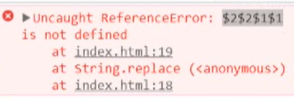 ▶Uncaught ReferenceError: $2$2$1$1
is not defined
at index.html:19
at String.replace (<anonymous>)
at index.html:18